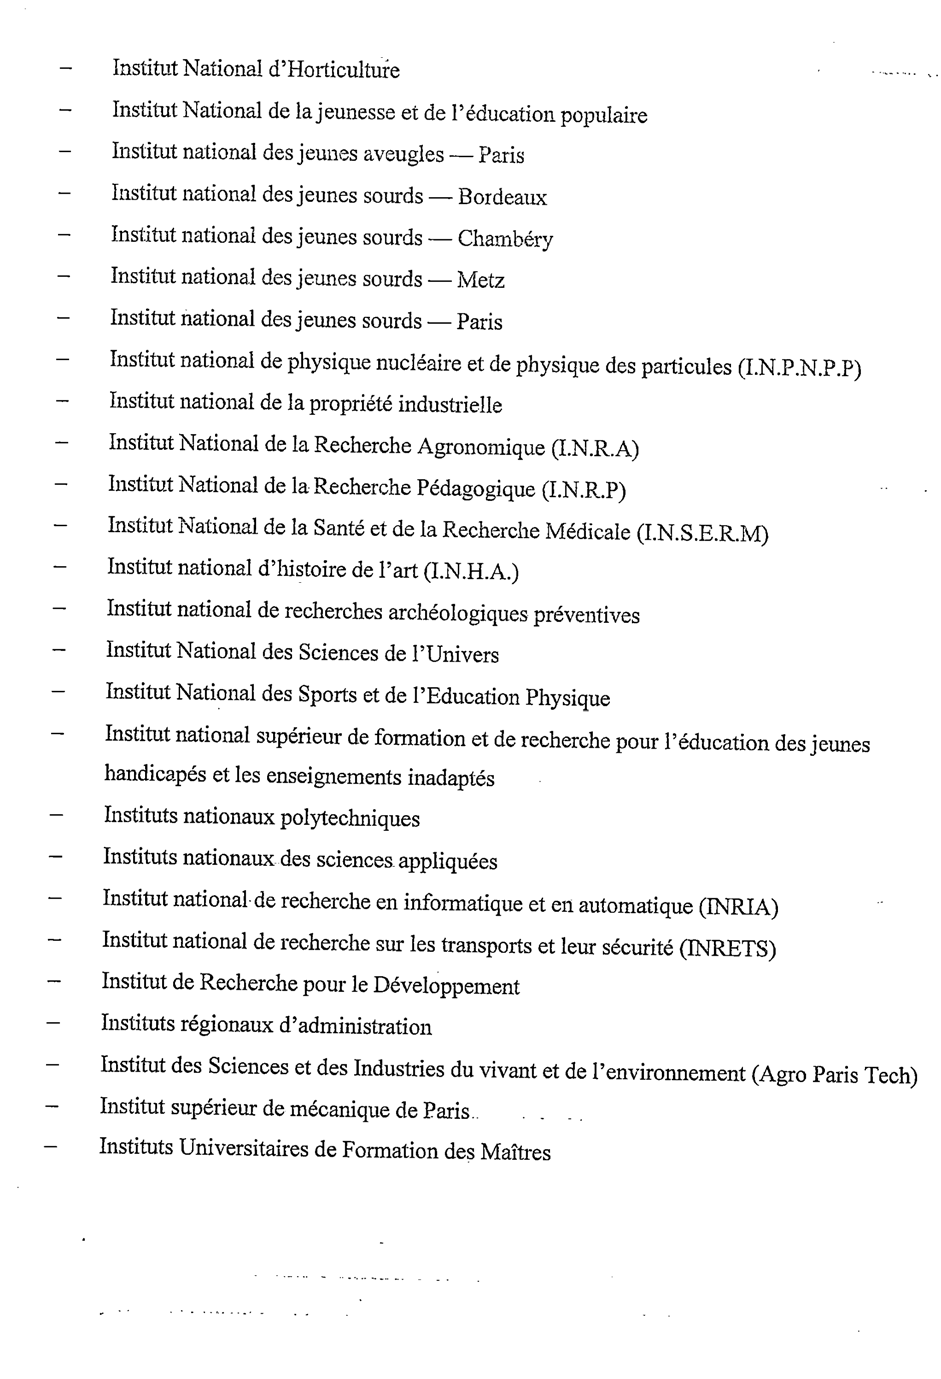 – Institut National d'Horticulture
– Institut National de la jeunesse et de l'éducation populaire
– Institut national des jeunes aveugles — Paris
– Institut national des jeunes sourds — Bordeaux
– Institut national des jeunes sourds — Chambéry
– Institut national des jeunes sourds — Metz
– Institut national des jeunes sourds — Paris
– Institut national de physique nucléaire et de physique des particules (I.N.P.N.P.P)
– Institut national de la propriété industrielle
– Institut National de la Recherche Agronomique (I.N.R.A)
– Institut National de la Recherche Pédagogique (I.N.R.P)
– Institut National de la Santé et de la Recherche Médicale (I.N.S.E.R.M)
– Institut national d'histoire de l'art (I.N.H.A.)
– Institut national de recherches archéologiques préventives
– Institut National des Sciences de l'Univers
– Institut National des Sports et de l'Education Physique
– Institut national supérieur de formation et de recherche pour l'éducation des jeunes
handicapés et les enseignements inadaptés
– Instituts nationaux polytechniques
– Instituts nationaux des sciences appliquées
– Institut national de recherche en informatique et en automatique (INRIA)
– Institut national de recherche sur les transports et leur sécurité (INRETS)
– Institut de Recherche pour le Développement
– Instituts régionaux d'administration
– Institut des Sciences et des Industries du vivant et de l'environnement (Agro Paris Tech)
– Institut supérieur de mécanique de Paris
– Instituts Universitaires de Formation des Maîtres